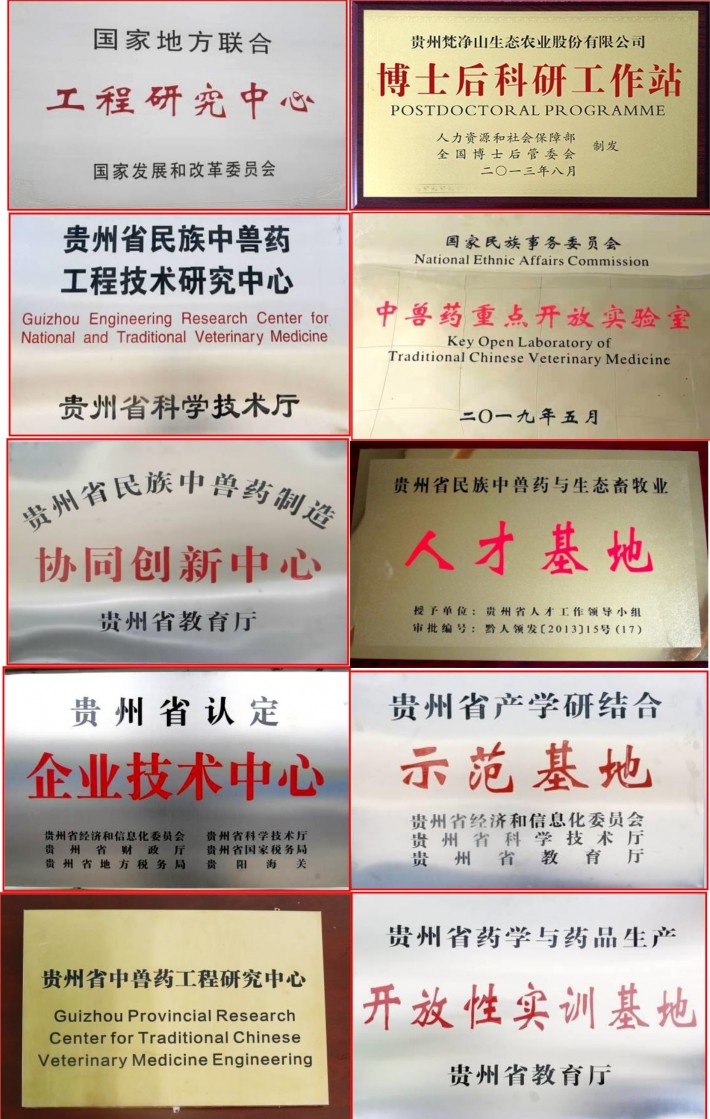 国家地方联合
工程研究中心
国家发展和改革委员会
贵州梵净山生态农业股份有限公司
博士后科研工作站
POSTDOCTORAL PROGRAMME
人力资源和社会保障部
全国博士后管委会
制发
二〇一三年八月
贵州省民族中兽药
工程技术研究中心
Guizhou Engineering Research Center for
National and Traditional Veterinary Medicine
贵州省科学技术厅
国家民族事务委员会
National Ethnic Affairs Commission
中兽药重点开放实验室
Key Open Laboratory of
Traditional Chinese Veterinary Medicine
二〇一九年五月
贵州省民族中兽药制造
协同创新中心
贵州省教育厅
贵州省民族中兽药与生态畜牧业
人才基地
授予单位：贵州省人才工作领导小组
审批编号：黔人领发[2013]15号(17)
贵州省认定
企业技术中心
贵州省经济和信息化委员会 贵州省科学技术厅
贵州省财政厅 贵州省国家税务局
贵州省地方税务局 贵阳海关
贵州省产学研结合
示范基地
贵州省经济和信息化委员会
贵州省科学技术厅
贵州省教育厅
贵州省中兽药工程研究中心
Guizhou Provincial Research
Center for Traditional Chinese
Veterinary Medicine Engineering
贵州省药学与药品生产
开放性实训基地
贵州省教育厅